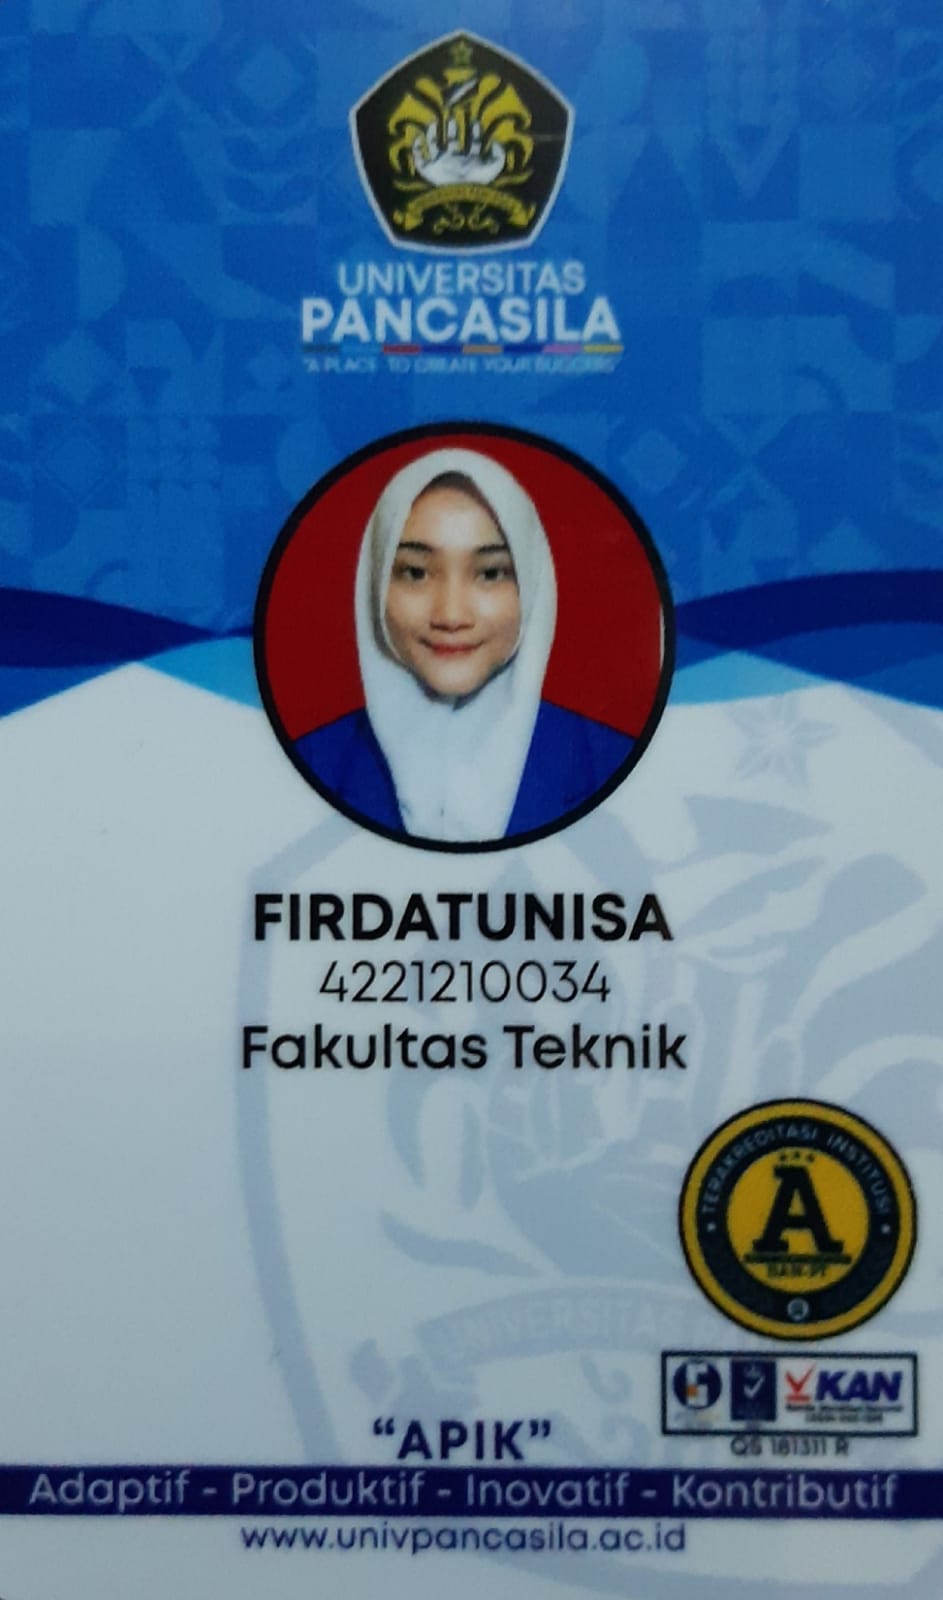 UNIVERSITAS
PANCASILA
"A PLACE TO CREATE YOUR SUCCESS"
FIRDATUNISA
4221210034
Fakultas Teknik
TERAKREDITASI INSTITUSI
A
BAN-PT
KAN
QS 181311 R
"APIK"
Adaptif - Produktif - Inovatif - Kontributif
www.univpancasila.ac.id
UNIVERSITAS